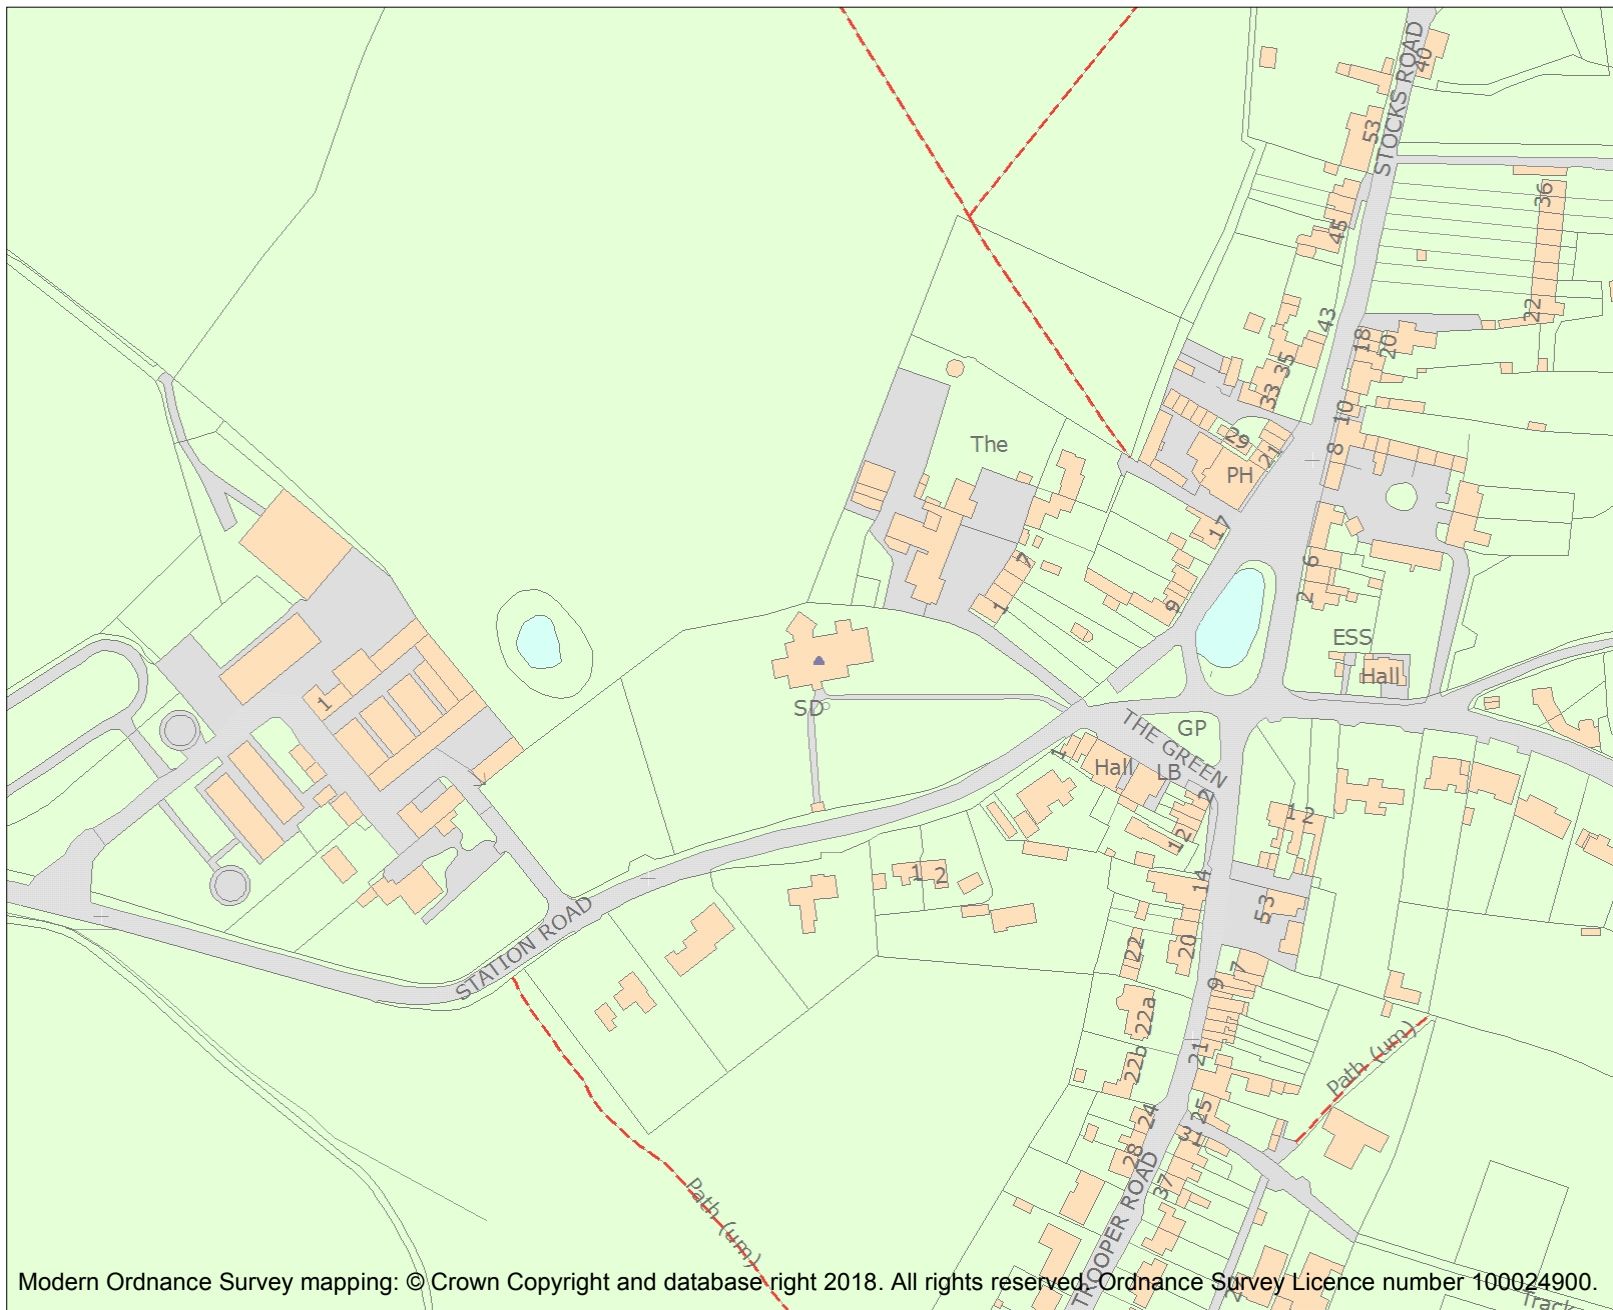 STOCKS ROAD
40
53
36
45
22
43
18
20
35
33
10
The
29
21
8
PH
17
7
6
1
9
2
ESS
Hall
1
SD
GP
THE GREEN
1
Hall
LB
2
12
1 2
1 2
14
53
STATION ROAD
22
20
7
9
22a
21
22b
Path (um)
24
25
31
28
37
Path (um)
TROOPER ROAD
Track
Modern Ordnance Survey mapping: © Crown Copyright and database right 2018. All rights reserved. Ordnance Survey Licence number 100024900.